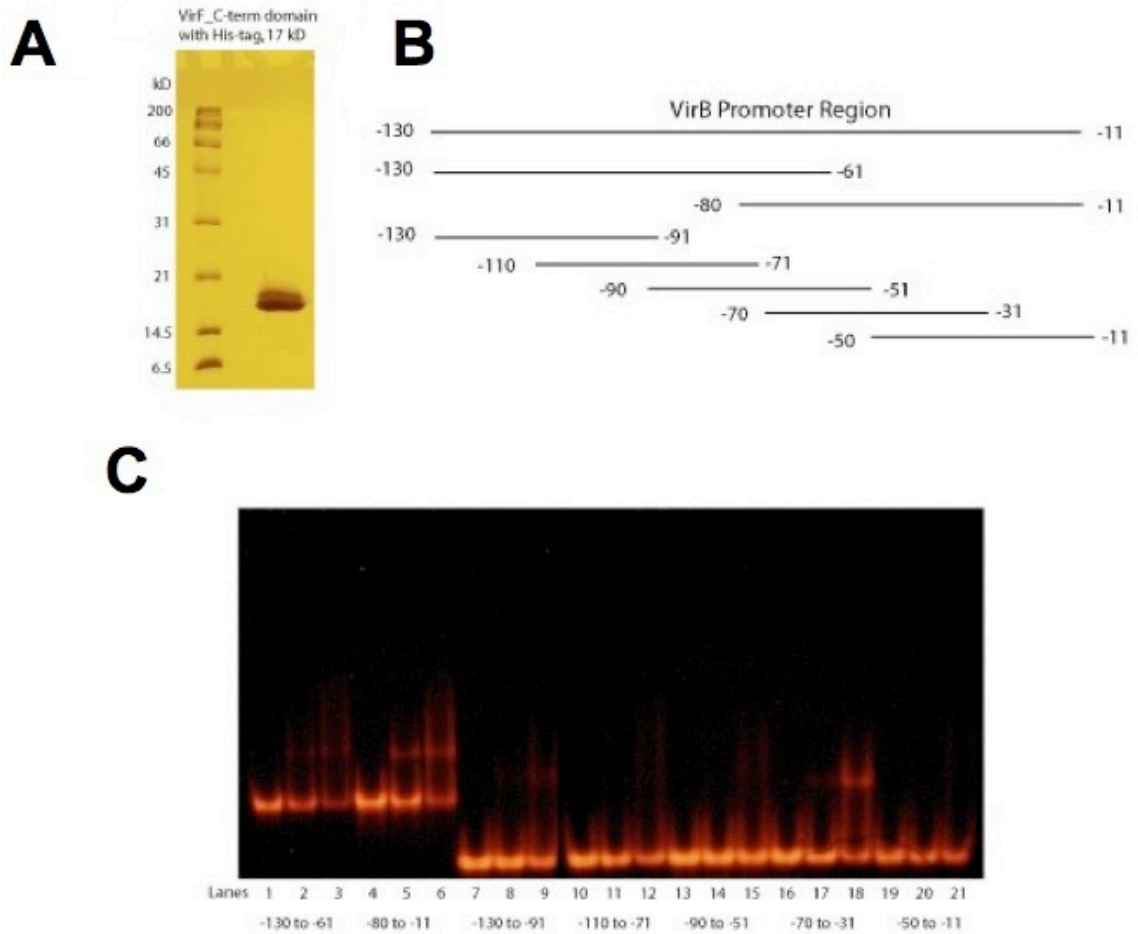 A
VirF_C-term domain
with His-tag, 17 kD
kD
200
66
45
31
21
14.5
6.5
B
VirB Promoter Region
-130 -11
-130 -61
-80 -11
-130 -91
-110 -71
-90 -51
-70 -31
-50 -11
C
Lanes 1 2 3 4 5 6 7 8 9 10 11 12 13 14 15 16 17 18 19 20 21
-130 to -61 -80 to -11 -130 to -91 -110 to -71 -90 to -51 -70 to -31 -50 to -11